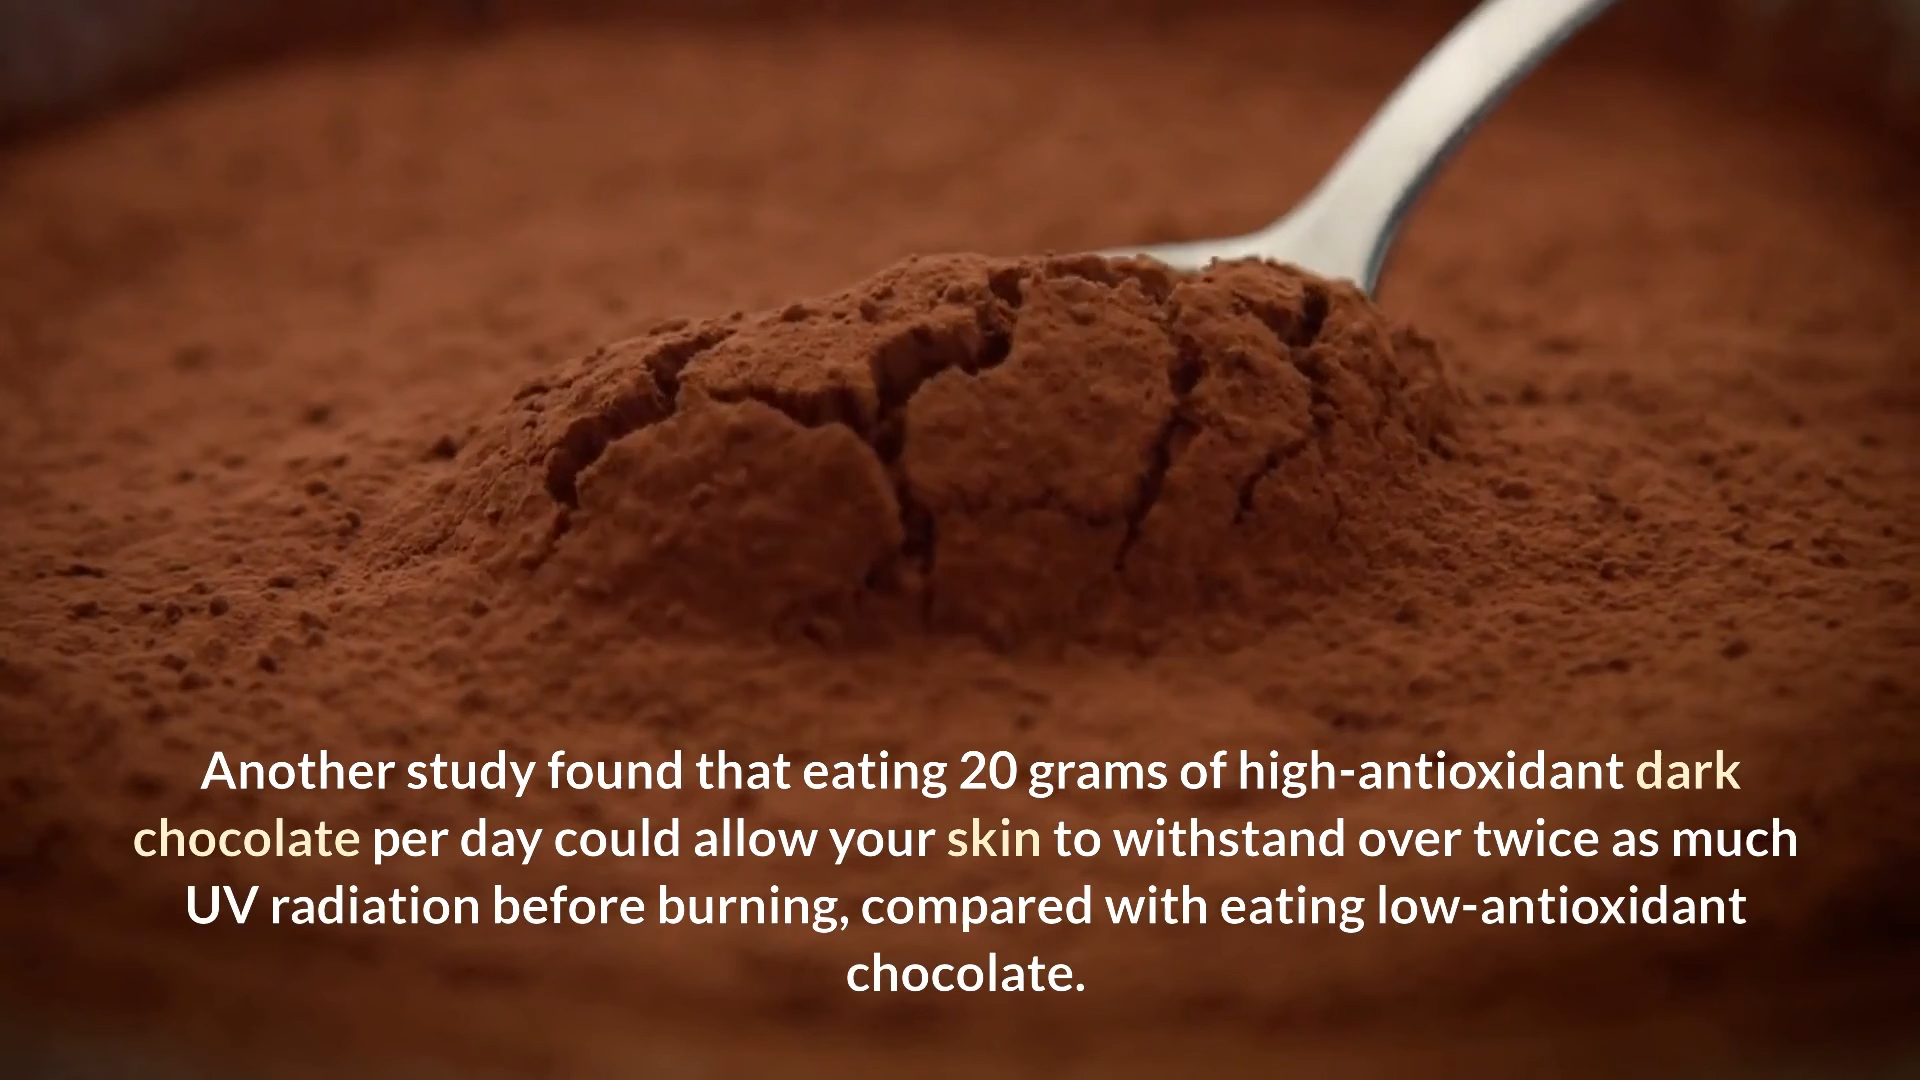 Another study found that eating 20 grams of high-antioxidant dark
chocolate per day could allow your skin to withstand over twice as much
UV radiation before burning, compared with eating low-antioxidant
chocolate.